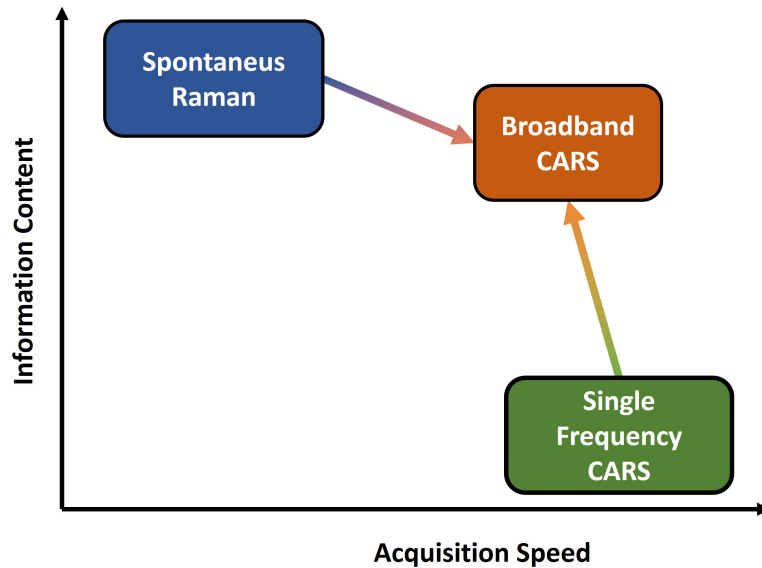 Spontaneus
Raman
Broadband
CARS
Single
Frequency
CARS
Information Content
Acquisition Speed